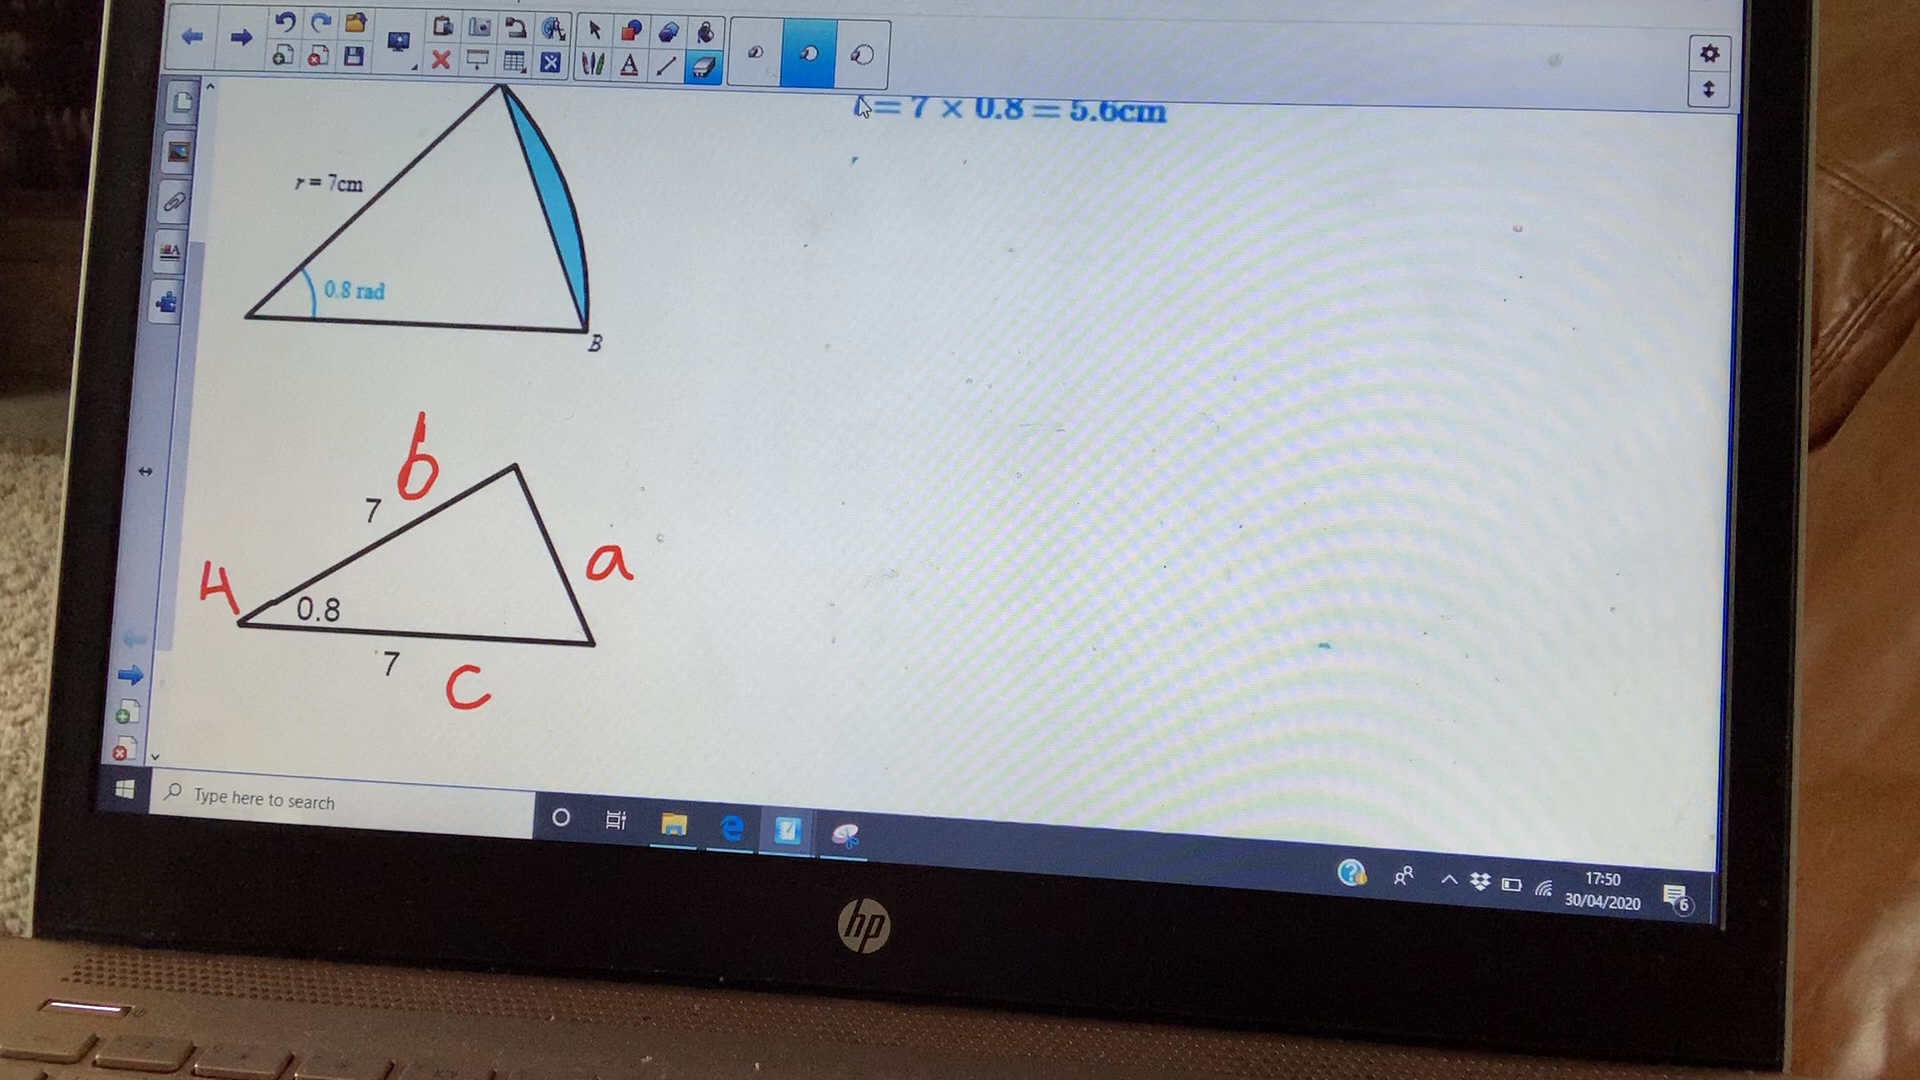 = 7 × 0.8 = 5.6cm
r = 7cm
0.8 rad
B
b
7
a
A
0.8
7
c
Type here to search
17:50
30/04/2020
6
hp